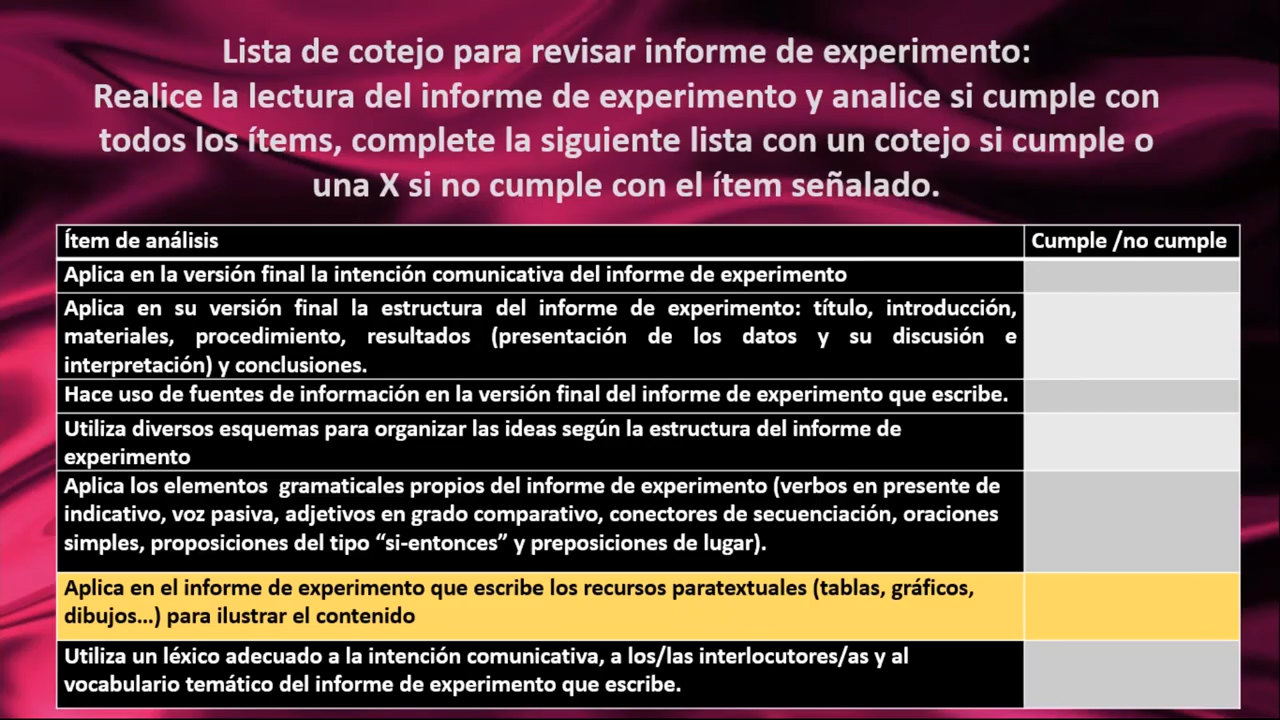 Lista de cotejo para revisar informe de experimento:
Realice la lectura del informe de experimento y analice si cumple con
todos los ítems, complete la siguiente lista con un cotejo si cumple o
una X si no cumple con el ítem señalado.
Ítem de análisis
Cumple /no cumple
Aplica en la versión final la intención comunicativa del informe de experimento
Aplica en su versión final la estructura del informe de experimento: título, introducción,
materiales, procedimiento, resultados (presentación de los datos y su discusión e
interpretación) y conclusiones.
Hace uso de fuentes de información en la versión final del informe de experimento que escribe.
Utiliza diversos esquemas para organizar las ideas según la estructura del informe de
experimento
Aplica los elementos  gramaticales propios del informe de experimento (verbos en presente de
indicativo, voz pasiva, adjetivos en grado comparativo, conectores de secuenciación, oraciones
simples, proposiciones del tipo “si-entonces” y preposiciones de lugar).
Aplica en el informe de experimento que escribe los recursos paratextuales (tablas, gráficos,
dibujos…) para ilustrar el contenido
Utiliza un léxico adecuado a la intención comunicativa, a los/las interlocutores/as y al
vocabulario temático del informe de experimento que escribe.